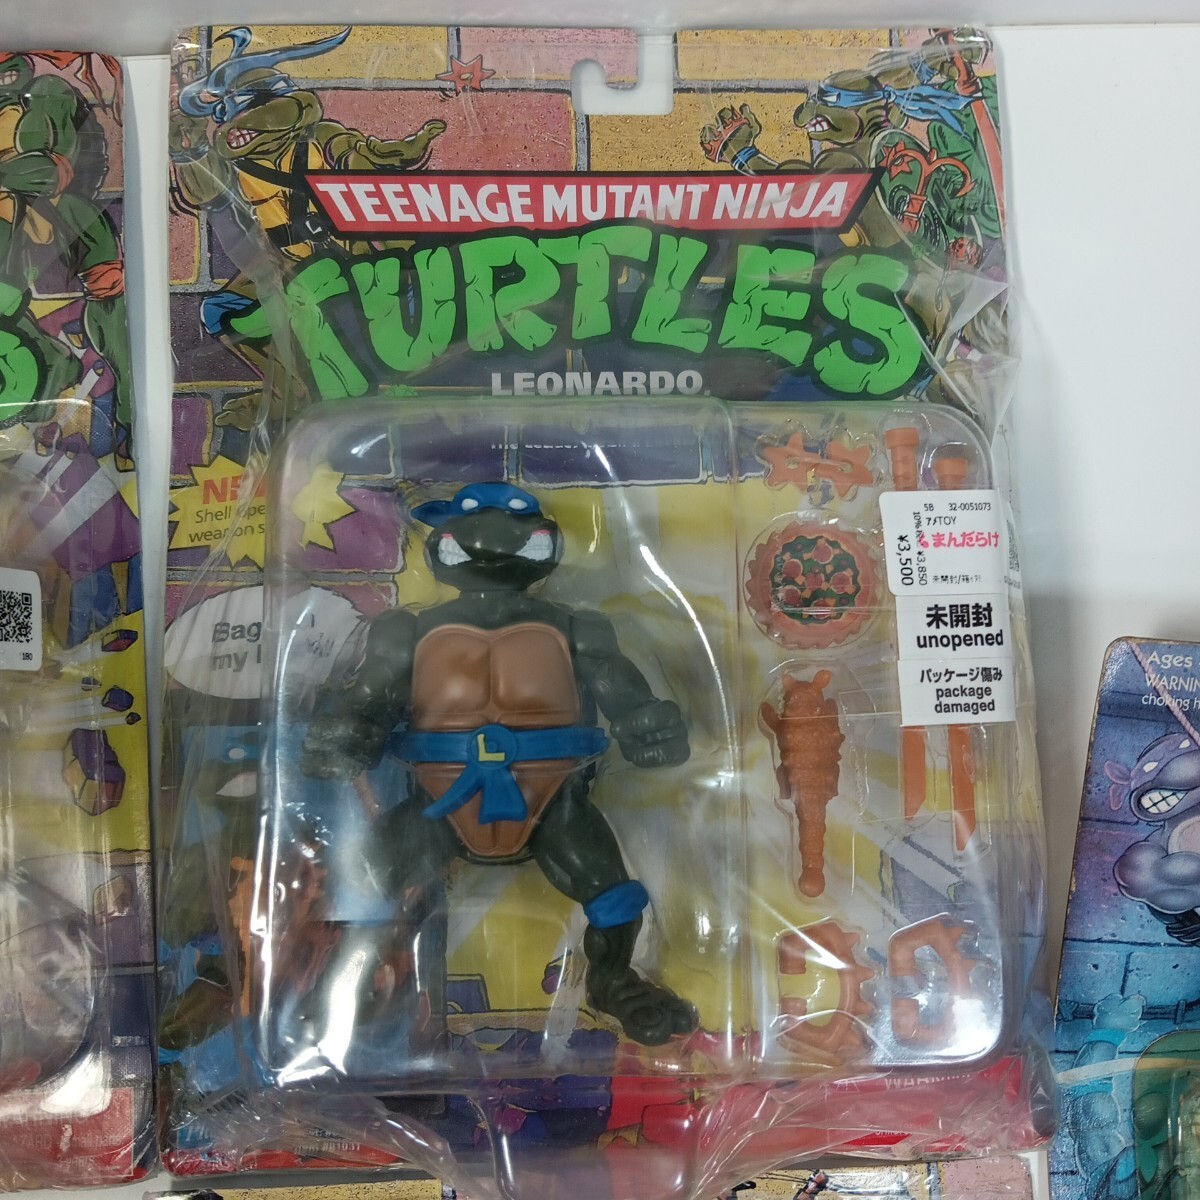 TEENAGE MUTANT NINJA
TURTLES
LEONARDO
Shell
weapon
Bag
my
L
5B 32-0051073
アメTOY
まんだらけ
¥3,500
¥3,850
未開封
unopened
パッケージ傷み
package
damaged
180
Ages
WARNIN
choking h